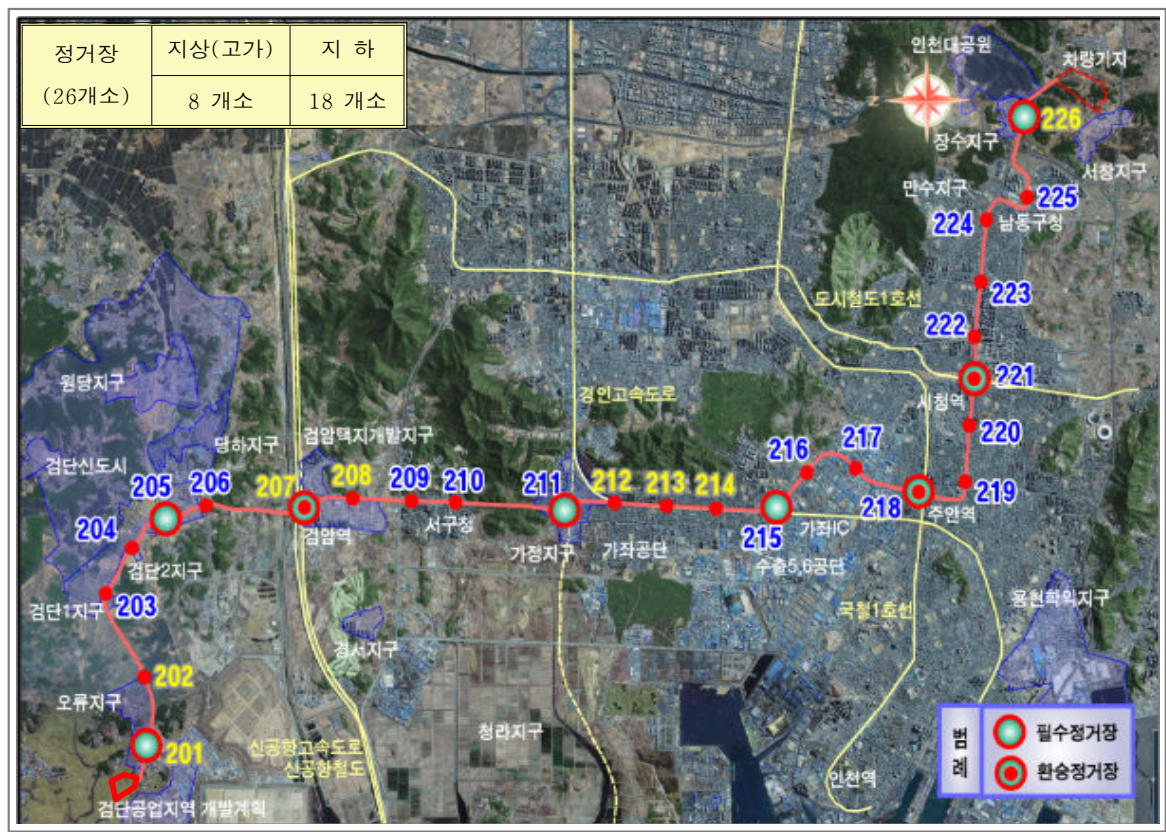 정거장
(26개소)
지상(고가)
지 하
8 개소
18 개소
인천대공원
차량기지
226
장수지구
서창지구
만수지구
225
224
남동구청
223
도시철도1호선
222
221
시청역
220
219
원당지구
경인고속도로
당하지구
검암택지개발지구
검단신도시
205
206
207
208
209
210
211
212
213
214
215
216
217
218
주안역
204
검암역
서구청
가정지구
가좌공단
가좌IC
수출5,6공단
검단2지구
203
검단1지구
국철1호선
용현학익지구
경서지구
202
오류지구
201
신공항고속도로
신공항철도
청라지구
인천역
검단공업지역 개발계획
범례
필수정거장
환승정거장
z